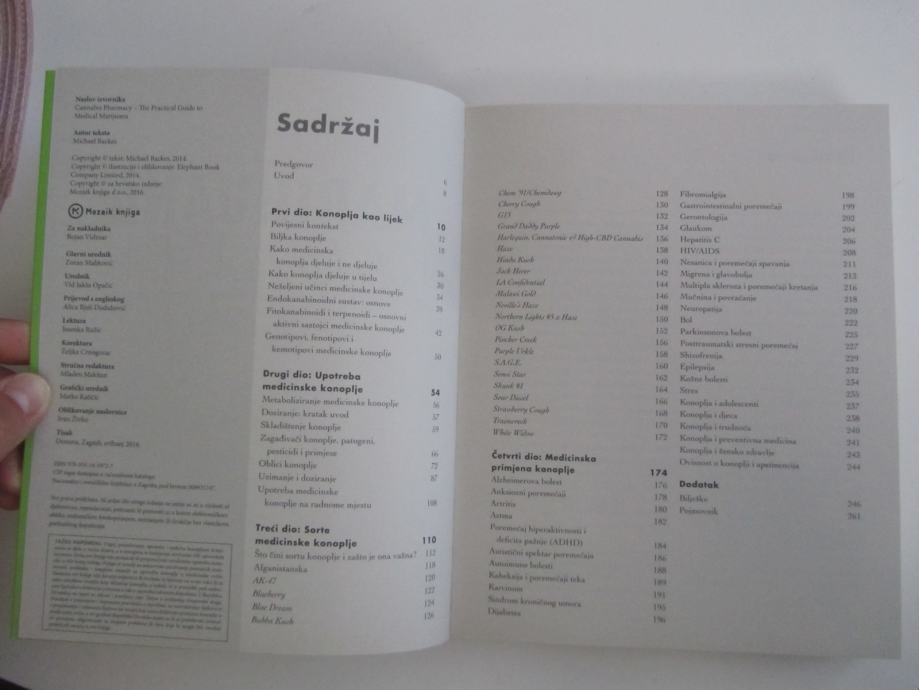 Naslov izvornika
Cannabis Pharmacy – The Practical Guide to
Medical Marijuana
Autor teksta
Michael Backes
Copyright © tekst: Michael Backes, 2014.
Copyright © ilustracije i oblikovanje: Elephant Book
Company Limited, 2014.
Copyright © za hrvatsko izdanje:
Mozaik knjiga d.o.o., 2016.
Mozaik knjiga
Za nakladnika
Bojan Vidmar
Glavni urednik
Zoran Maljković
Urednik
Vid Jakša Opačić
Prijevod s engleskog
Lektura
Jasenka Ružić
Korektura
Željka
Stručna redaktura
Mladen
Grafički urednik
Marko
Oblikovanje naslovnice
Tisak
Zagreb, 2016.
Sadržaj
Predgovor 6
Uvod 8
Prvi dio: Konoplja kao lijek 10
Povijesni kontekst 12
Biljka konoplje 18
Kako medicinska
konoplja djeluje i ne djeluje
Kako konoplja djeluje u tijelu
Neželjeni učinci medicinske konoplje
Endokanabinoidni sustav: osnove
Fitokanabinoidi i terpenoidi – osnovni
aktivni sastojci medicinske konoplje 42
Genotipovi, fenotipovi i
kemotipovi medicinske konoplje 50
Drugi dio: Upotreba
medicinske konoplje 54
Metaboliziranje medicinske konoplje 56
Doziranje: kratak uvod 57
Skladištenje konoplje 59
Zagađivači konoplje, patogeni,
pesticidi i primjese 66
Oblici konoplje 72
Uzimanje i doziranje 87
Upotreba medicinske
konoplje na radnome mjestu 108
Treći dio: Sorte
medicinske konoplje 110
Što čini sortu konoplje i zašto je ona važna? 112
Afganistanska 118
AK-47 120
Blueberry 122
Blue Dream 124
Bubba Kush 126
Chem '91/Chemdawg 128
Cherry Cough 130
G13 132
Grand Daddy Purple 134
Harlequin, Cannatonic & High-CBD Cannabis 136
Haze 138
Hindu Kush 140
Jack Herer 142
LA Confidential 144
Malawi Gold 146
Neville's Haze 148
Northern Lights #5 x Haze 150
OG Kush 152
Pincher Creek 156
Purple Urkle 158
S.A.G.E. 160
Sensi Star 162
Skunk #1 164
Sour Diesel 166
Strawberry Cough 168
Trainwreck 170
White Widow 172
Četvrti dio: Medicinska
primjena konoplje 174
Alzheimerova bolest 176
Anksiozni poremećaji 178
Artritis 180
Astma 182
Poremećaj hiperaktivnosti i
deficita pažnje (ADHD) 184
Autistični spektar poremećaja 186
Autoimune bolesti 188
Kaheksija i poremećaji teka 189
Karcinom 191
Sindrom kroničnog umora 195
Dijabetes 196
Fibromialgija 198
Gastrointestinalni poremećaji 199
Gerontologija 202
Glaukom 204
Hepatitis C 206
HIV/AIDS 208
Nesanica i poremećaji spavanja 211
Migrena i glavobolja 213
Multipla skleroza i poremećaji kretanja 216
Mučnina i povraćanje 218
Neuropatija 220
Bol 222
Parkinsonova bolest 225
Posttraumatski stresni poremećaj 227
Shizofrenija 229
Epilepsija 232
Kožne bolesti 234
Stres 235
Konoplja i adolescenti 237
Konoplja i djeca 238
Konoplja i trudnoća 240
Konoplja i preventivna medicina 241
Konoplja i žensko zdravlje 243
Ovisnost o konoplji i apstinencija 244
Dodatak
Bilješke 246
Pojmovnik 261